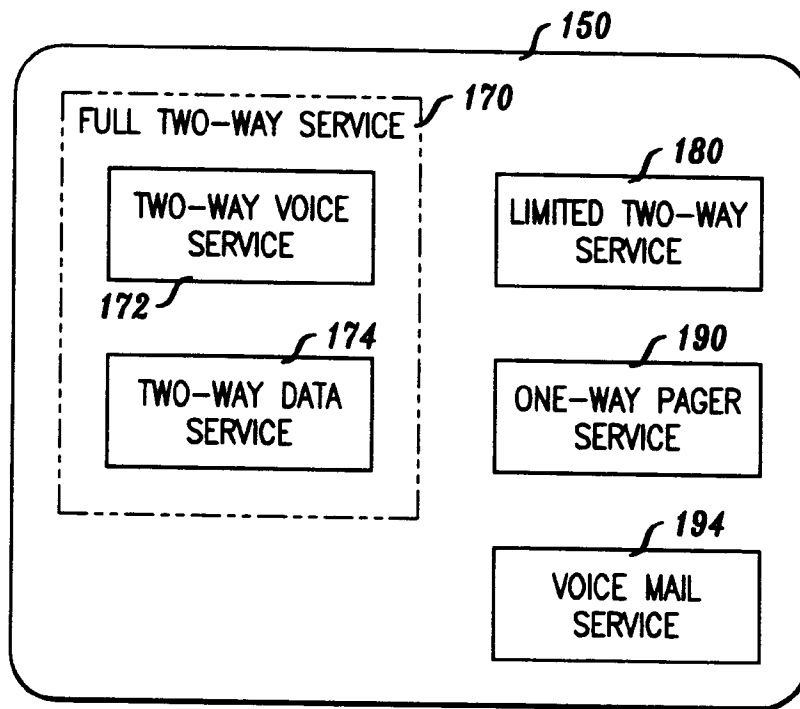 150
FULL TWO-WAY SERVICE
170
TWO-WAY VOICE
SERVICE
172
174
TWO-WAY DATA
SERVICE
180
LIMITED TWO-WAY
SERVICE
190
ONE-WAY PAGER
SERVICE
194
VOICE MAIL
SERVICE